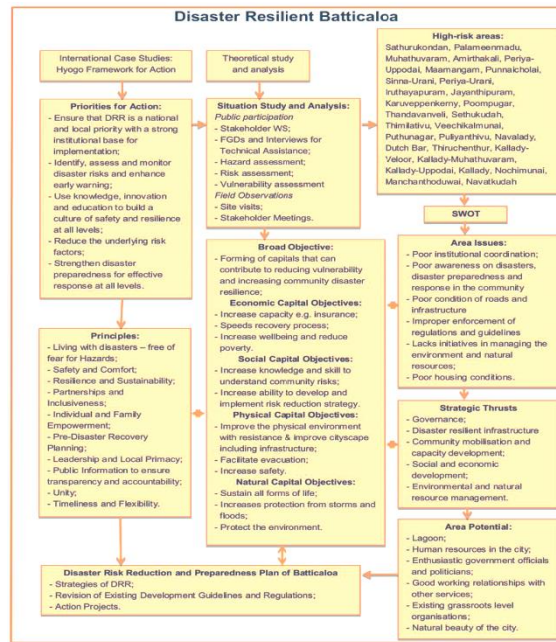 Disaster Resilient Batticaloa
International Case Studies:
Hyogo Framework for Action
Theoretical study
and analysis
High-risk areas:
Sathurukondan, Palameenmadu,
Muhathuvaram, Amirthakali, Periya-
Uppodai, Maamangam, Punnaicholai,
Sinna-Urani, Periya-Urani,
Iruthayapuram, Jayanthipuram,
Karuveppenkerny, Poompugar,
Thandavanveli, Sethukudah,
Thimilativu, Veechikalmunai,
Puthunagar, Puliyanthivu, Navalady,
Dutch Bar, Thiruchenthur, Kallady-
Veloor, Kallady-Muhathuvaram,
Kallady-Uppodai, Kallady, Nochimunai,
Manchanthoduwai, Navatkudah
Priorities for Action:
- Ensure that DRR is a national
and local priority with a strong
institutional base for
implementation;
- Identify, assess and monitor
disaster risks and enhance
early warning;
- Use knowledge, innovation
and education to build a
culture of safety and resilience
at all levels;
- Reduce the underlying risk
factors;
- Strengthen disaster
preparedness for effective
response at all levels.
Situation Study and Analysis:
Public participation
- Stakeholder WS;
- FGDs and Interviews for
Technical Assistance;
- Hazard assessment;
- Risk assessment;
- Vulnerability assessment
Field Observations
- Site visits;
- Stakeholder Meetings.
SWOT
Broad Objective:
- Forming of capitals that can
contribute to reducing vulnerability
and increasing community disaster
resilience;
Economic Capital Objectives:
- Increase capacity e.g. insurance;
- Speeds recovery process;
- Increase wellbeing and reduce
poverty.
Social Capital Objectives:
- Increase knowledge and skill to
understand community risks;
- Increase ability to develop and
implement risk reduction strategy.
Physical Capital Objectives:
- Improve the physical environment
with resistance & improve cityscape
including infrastructure;
- Facilitate evacuation;
- Increase safety.
Natural Capital Objectives:
- Sustain all forms of life;
- Increases protection from storms and
floods;
- Protect the environment.
Area Issues:
- Poor institutional coordination;
- Poor awareness on disasters,
disaster preparedness and
response in the community
- Poor condition of roads and
infrastructure
- Improper enforcement of
regulations and guidelines
- Lacks initiatives in managing the
environment and natural
resources;
- Poor housing conditions.
Principles:
- Living with disasters – free of
fear for Hazards;
- Safety and Comfort;
- Resilience and Sustainability;
- Partnerships and
Inclusiveness;
- Individual and Family
Empowerment;
- Pre-Disaster Recovery
Planning;
- Leadership and Local Primacy;
- Public Information to ensure
transparency and accountability;
- Unity;
- Timeliness and Flexibility.
Strategic Thrusts
- Governance;
- Disaster resilient infrastructure
- Community mobilisation and
capacity development;
- Social and economic
development;
- Environmental and natural
resource management.
Area Potential:
- Lagoon;
- Human resources in the city;
- Enthusiastic government officials
and politicians;
- Good working relationships with
other services;
- Existing grassroots level
organisations;
- Natural beauty of the city.
Disaster Risk Reduction and Preparedness Plan of Batticaloa
- Strategies of DRR;
- Revision of Existing Development Guidelines and Regulations;
- Action Projects.